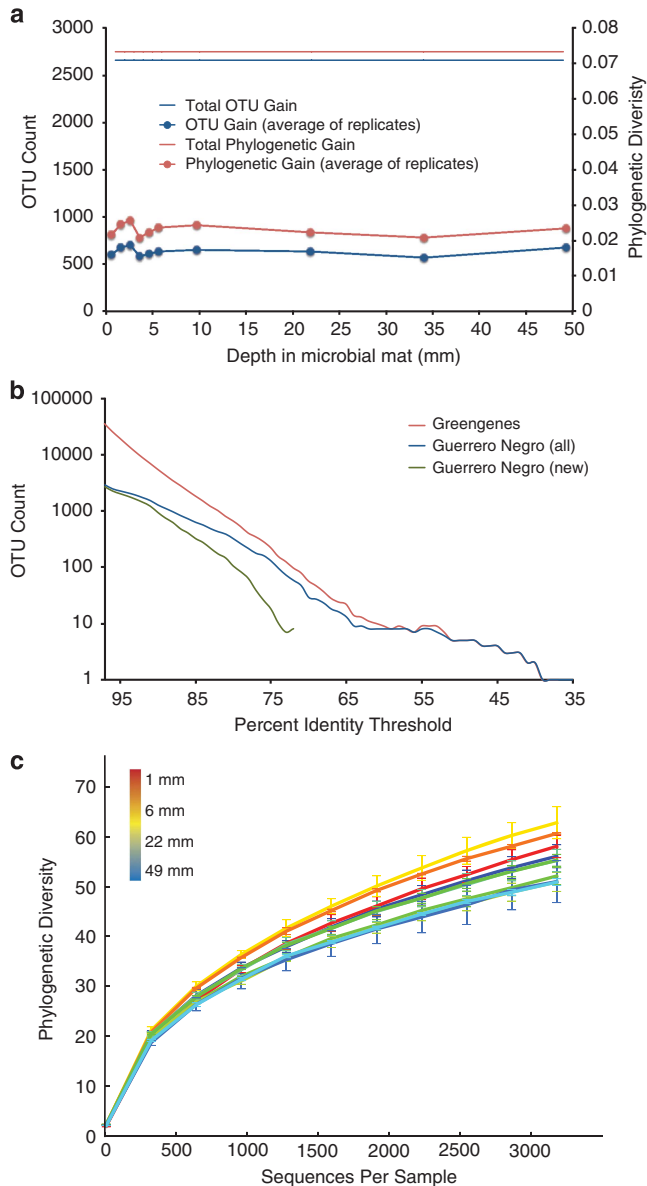 a
3000
2500
2000
1500
1000
500
0
OTU Count
0.08
0.07
0.06
0.05
0.04
0.03
0.02
0.01
0
Phylogenetic Diveristy
Total OTU Gain
OTU Gain (average of replicates)
Total Phylogenetic Gain
Phylogenetic Gain (average of replicates)
0 5 10 15 20 25 30 35 40 45 50
Depth in microbial mat (mm)
b
100000
10000
1000
100
10
1
OTU Count
Greengenes
Guerrero Negro (all)
Guerrero Negro (new)
95 85 75 65 55 45 35
Percent Identity Threshold
c
70
60
50
40
30
20
10
0
Phylogenetic Diversity
1 mm
6 mm
22 mm
49 mm
0 500 1000 1500 2000 2500 3000
Sequences Per Sample